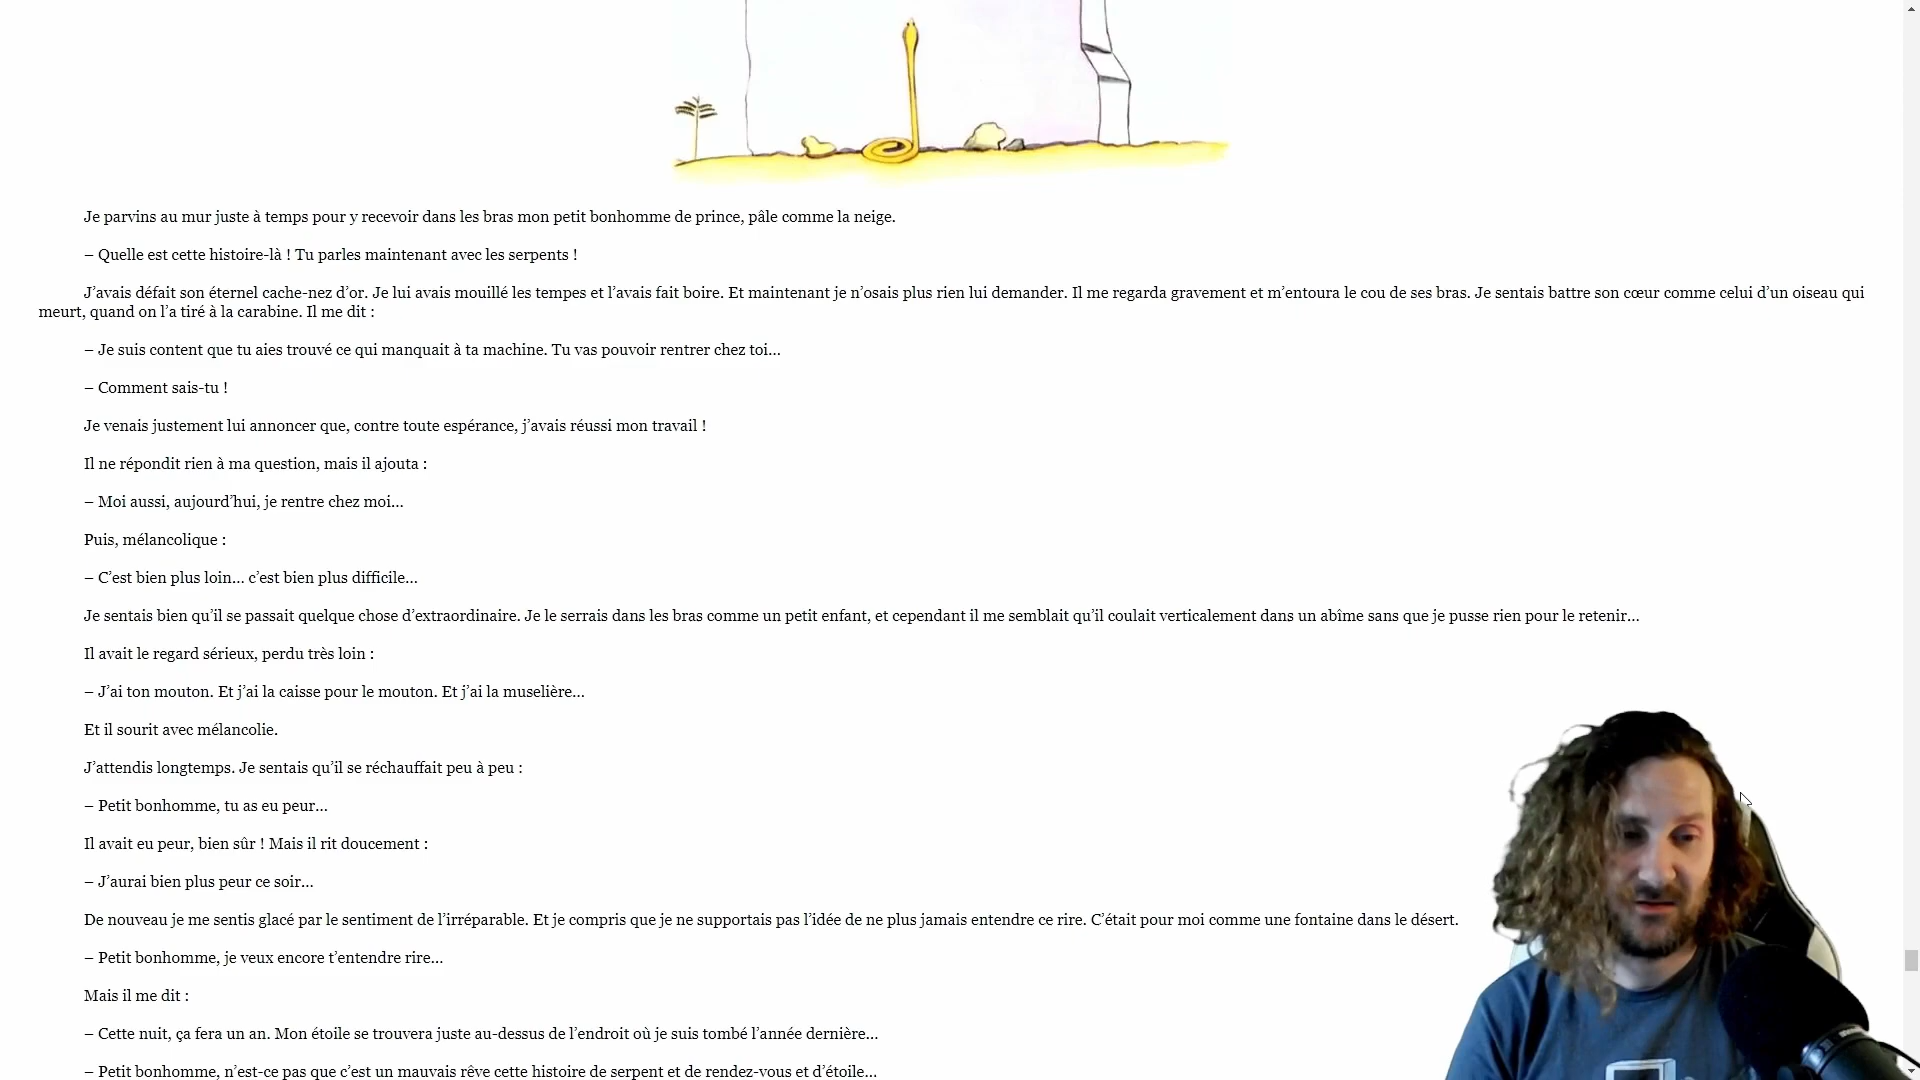 Je parvins au mur juste à temps pour y recevoir dans les bras mon petit bonhomme de prince, pâle comme la neige.
– Quelle est cette histoire-là ! Tu parles maintenant avec les serpents !
J’avais défait son éternel cache-nez d’or. Je lui avais mouillé les tempes et l’avais fait boire. Et maintenant je n’osais plus rien lui demander. Il me regarda gravement et m’entoura le cou de ses bras. Je sentais battre son cœur comme celui d’un oiseau qui
meurt, quand on l’a tiré à la carabine. Il me dit :
– Je suis content que tu aies trouvé ce qui manquait à ta machine. Tu vas pouvoir rentrer chez toi...
– Comment sais-tu !
Je venais justement lui annoncer que, contre toute espérance, j’avais réussi mon travail !
Il ne répondit rien à ma question, mais il ajouta :
– Moi aussi, aujourd’hui, je rentre chez moi...
Puis, mélancolique :
– C’est bien plus loin... c’est bien plus difficile...
Je sentais bien qu’il se passait quelque chose d’extraordinaire. Je le serrais dans les bras comme un petit enfant, et cependant il me semblait qu’il coulait verticalement dans un abîme sans que je pusse rien pour le retenir...
Il avait le regard sérieux, perdu très loin :
– J’ai ton mouton. Et j’ai la caisse pour le mouton. Et j’ai la muselière...
Et il sourit avec mélancolie.
J’attendis longtemps. Je sentais qu’il se réchauffait peu à peu :
– Petit bonhomme, tu as eu peur...
Il avait eu peur, bien sûr ! Mais il rit doucement :
– J’aurai bien plus peur ce soir...
De nouveau je me sentis glacé par le sentiment de l’irréparable. Et je compris que je ne supportais pas l’idée de ne plus jamais entendre ce rire. C’était pour moi comme une fontaine dans le désert.
– Petit bonhomme, je veux encore t’entendre rire...
Mais il me dit :
– Cette nuit, ça fera un an. Mon étoile se trouvera juste au-dessus de l’endroit où je suis tombé l’année dernière...
– Petit bonhomme, n’est-ce pas que c’est un mauvais rêve cette histoire de serpent et de rendez-vous et d’étoile...